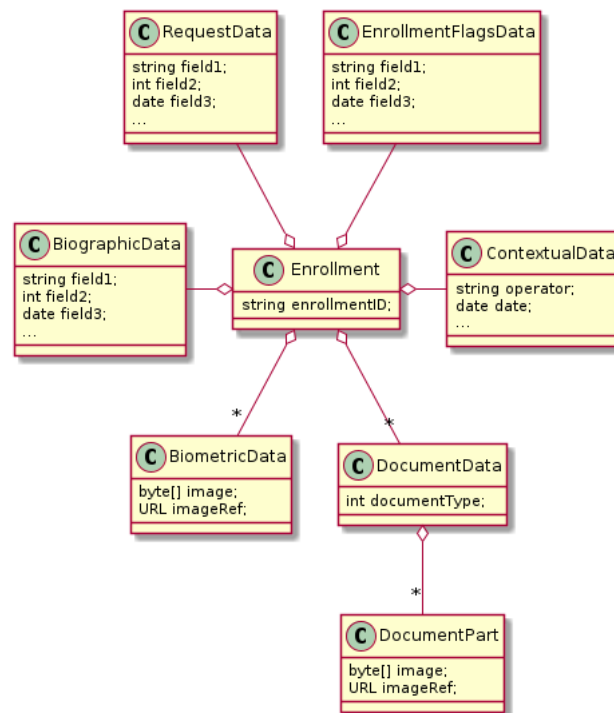 C RequestData
string field1;
int field2;
date field3;
...
C EnrollmentFlagsData
string field1;
int field2;
date field3;
...
C BiographicData
string field1;
int field2;
date field3;
...
C Enrollment
string enrollmentID;
C ContextualData
string operator;
date date;
...
*
*
C BiometricData
byte[] image;
URL imageRef;
C DocumentData
int documentType;
*
C DocumentPart
byte[] image;
URL imageRef;